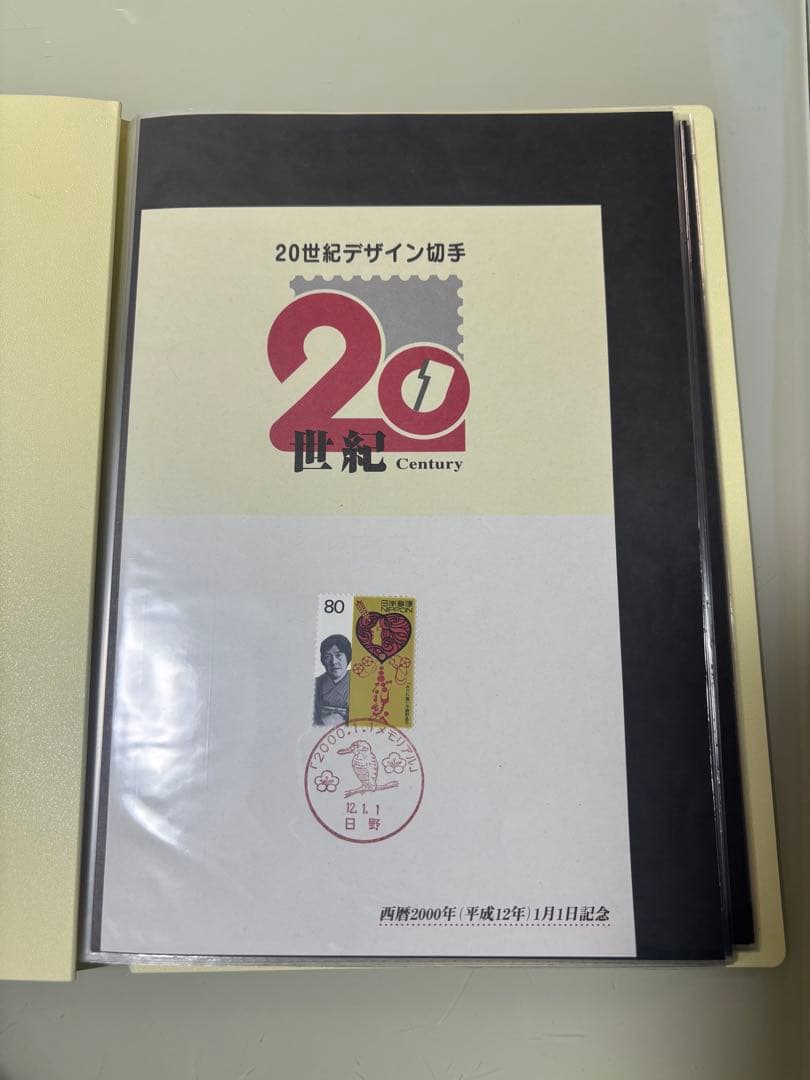 20世紀デザイン切手
20
世紀 Century
80
日本郵便
NIPPON
「2000.1.1メモリアル」
12.1.1
西暦2000年(平成12年)1月1日記念